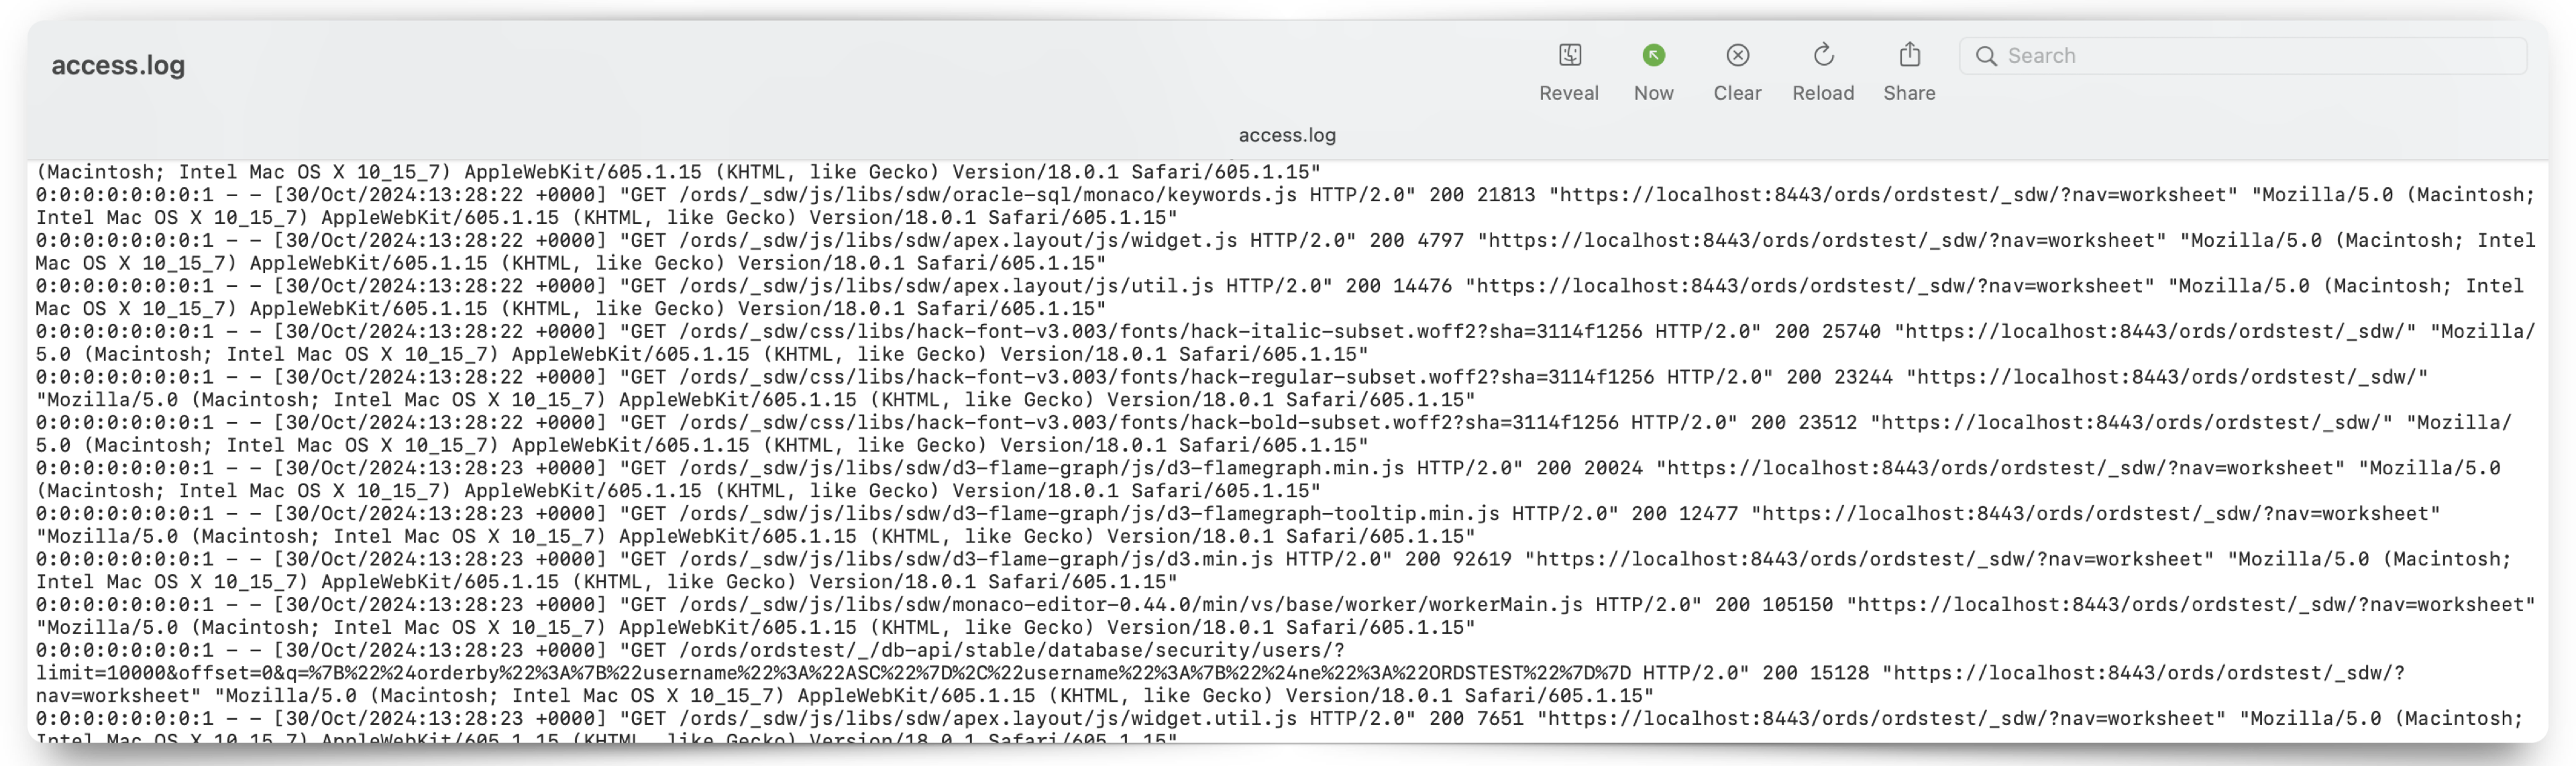 access.log
Reveal
Now
Clear
Reload
Share
Search
access.log
(Macintosh; Intel Mac OS X 10_15_7) AppleWebKit/605.1.15 (KHTML, like Gecko) Version/18.0.1 Safari/605.1.15"
0:0:0:0:0:0:0:1 - - [30/Oct/2024:13:28:22 +0000] "GET /ords/_sdw/js/libs/sdw/oracle-sql/monaco/keywords.js HTTP/2.0" 200 21813 "https://localhost:8443/ords/ordstest/_sdw/?nav=worksheet" "Mozilla/5.0 (Macintosh;
Intel Mac OS X 10_15_7) AppleWebKit/605.1.15 (KHTML, like Gecko) Version/18.0.1 Safari/605.1.15"
0:0:0:0:0:0:0:1 - - [30/Oct/2024:13:28:22 +0000] "GET /ords/_sdw/js/libs/sdw/apex.layout/js/widget.js HTTP/2.0" 200 4797 "https://localhost:8443/ords/ordstest/_sdw/?nav=worksheet" "Mozilla/5.0 (Macintosh; Intel
Mac OS X 10_15_7) AppleWebKit/605.1.15 (KHTML, like Gecko) Version/18.0.1 Safari/605.1.15"
0:0:0:0:0:0:0:1 - - [30/Oct/2024:13:28:22 +0000] "GET /ords/_sdw/js/libs/sdw/apex.layout/js/util.js HTTP/2.0" 200 14476 "https://localhost:8443/ords/ordstest/_sdw/?nav=worksheet" "Mozilla/5.0 (Macintosh; Intel
Mac OS X 10_15_7) AppleWebKit/605.1.15 (KHTML, like Gecko) Version/18.0.1 Safari/605.1.15"
0:0:0:0:0:0:0:1 - - [30/Oct/2024:13:28:22 +0000] "GET /ords/_sdw/css/libs/hack-font-v3.003/fonts/hack-italic-subset.woff2?sha=3114f1256 HTTP/2.0" 200 25740 "https://localhost:8443/ords/ordstest/_sdw/" "Mozilla/
5.0 (Macintosh; Intel Mac OS X 10_15_7) AppleWebKit/605.1.15 (KHTML, like Gecko) Version/18.0.1 Safari/605.1.15"
0:0:0:0:0:0:0:1 - - [30/Oct/2024:13:28:22 +0000] "GET /ords/_sdw/css/libs/hack-font-v3.003/fonts/hack-regular-subset.woff2?sha=3114f1256 HTTP/2.0" 200 23244 "https://localhost:8443/ords/ordstest/_sdw/"
"Mozilla/5.0 (Macintosh; Intel Mac OS X 10_15_7) AppleWebKit/605.1.15 (KHTML, like Gecko) Version/18.0.1 Safari/605.1.15"
0:0:0:0:0:0:0:1 - - [30/Oct/2024:13:28:22 +0000] "GET /ords/_sdw/css/libs/hack-font-v3.003/fonts/hack-bold-subset.woff2?sha=3114f1256 HTTP/2.0" 200 23512 "https://localhost:8443/ords/ordstest/_sdw/" "Mozilla/
5.0 (Macintosh; Intel Mac OS X 10_15_7) AppleWebKit/605.1.15 (KHTML, like Gecko) Version/18.0.1 Safari/605.1.15"
0:0:0:0:0:0:0:1 - - [30/Oct/2024:13:28:23 +0000] "GET /ords/_sdw/js/libs/sdw/d3-flame-graph/js/d3-flamegraph.min.js HTTP/2.0" 200 20024 "https://localhost:8443/ords/ordstest/_sdw/?nav=worksheet" "Mozilla/5.0
(Macintosh; Intel Mac OS X 10_15_7) AppleWebKit/605.1.15 (KHTML, like Gecko) Version/18.0.1 Safari/605.1.15"
0:0:0:0:0:0:0:1 - - [30/Oct/2024:13:28:23 +0000] "GET /ords/_sdw/js/libs/sdw/d3-flame-graph/js/d3-flamegraph-tooltip.min.js HTTP/2.0" 200 12477 "https://localhost:8443/ords/ordstest/_sdw/?nav=worksheet"
"Mozilla/5.0 (Macintosh; Intel Mac OS X 10_15_7) AppleWebKit/605.1.15 (KHTML, like Gecko) Version/18.0.1 Safari/605.1.15"
0:0:0:0:0:0:0:1 - - [30/Oct/2024:13:28:23 +0000] "GET /ords/_sdw/js/libs/sdw/d3-flame-graph/js/d3.min.js HTTP/2.0" 200 92619 "https://localhost:8443/ords/ordstest/_sdw/?nav=worksheet" "Mozilla/5.0 (Macintosh;
Intel Mac OS X 10_15_7) AppleWebKit/605.1.15 (KHTML, like Gecko) Version/18.0.1 Safari/605.1.15"
0:0:0:0:0:0:0:1 - - [30/Oct/2024:13:28:23 +0000] "GET /ords/_sdw/js/libs/sdw/monaco-editor-0.44.0/min/vs/base/worker/workerMain.js HTTP/2.0" 200 105150 "https://localhost:8443/ords/ordstest/_sdw/?nav=worksheet"
"Mozilla/5.0 (Macintosh; Intel Mac OS X 10_15_7) AppleWebKit/605.1.15 (KHTML, like Gecko) Version/18.0.1 Safari/605.1.15"
0:0:0:0:0:0:0:1 - - [30/Oct/2024:13:28:23 +0000] "GET /ords/ordstest/_/db-api/stable/database/security/users/?
limit=10000&offset=0&q=%7B%22%24orderby%22%3A%7B%22username%22%3A%22ASC%22%7D%2C%22username%22%3A%7B%22%24ne%22%3A%22ORDSTEST%22%7D%7D HTTP/2.0" 200 15128 "https://localhost:8443/ords/ordstest/_sdw/?
nav=worksheet" "Mozilla/5.0 (Macintosh; Intel Mac OS X 10_15_7) AppleWebKit/605.1.15 (KHTML, like Gecko) Version/18.0.1 Safari/605.1.15"
0:0:0:0:0:0:0:1 - - [30/Oct/2024:13:28:23 +0000] "GET /ords/_sdw/js/libs/sdw/apex.layout/js/widget.util.js HTTP/2.0" 200 7651 "https://localhost:8443/ords/ordstest/_sdw/?nav=worksheet" "Mozilla/5.0 (Macintosh;
Intel Mac OS X 10_15_7) AppleWebKit/605.1.15 (KHTML, like Gecko) Version/18.0.1 Safari/605.1.15"